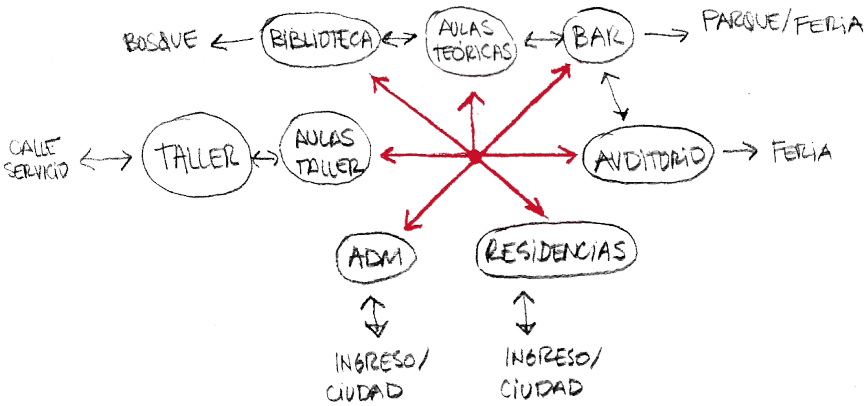 BOSQUE
BIBLIOTECA
AULAS
TEÓRICAS
BAR
PARQUE/FERIA
CALLE
SERVICIO
TALLER
AULAS
TALLER
AUDITORIO
FERIA
ADM
RESIDENCIAS
INGRESO/
CIUDAD
INGRESO/
CIUDAD